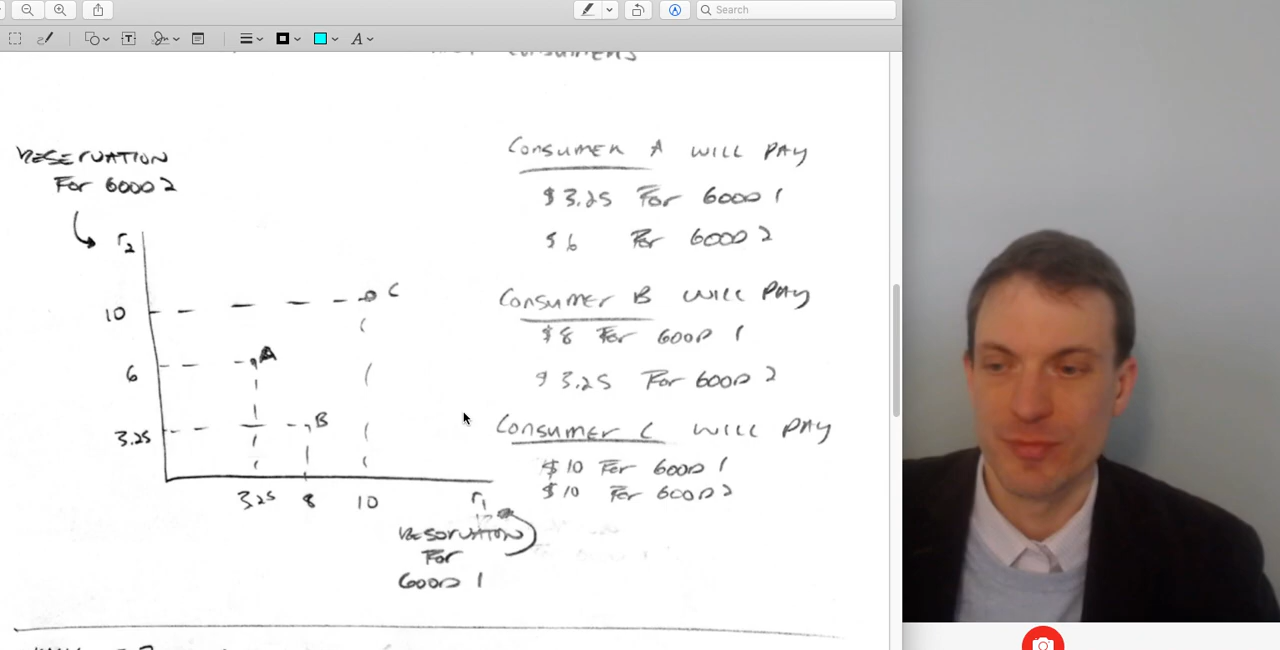 Search
CONSUMERS
RESERVATION
FOR GOOD 2
r2
10
6
3.25
A
B
C
3.25 8 10 r1
RESERVATION
FOR
GOOD 1
CONSUMER A WILL PAY
$3.25 FOR GOOD 1
$6 FOR GOOD 2
CONSUMER B WILL PAY
$8 FOR GOOD 1
$3.25 FOR GOOD 2
CONSUMER C WILL PAY
$10 FOR GOOD 1
$10 FOR GOOD 2